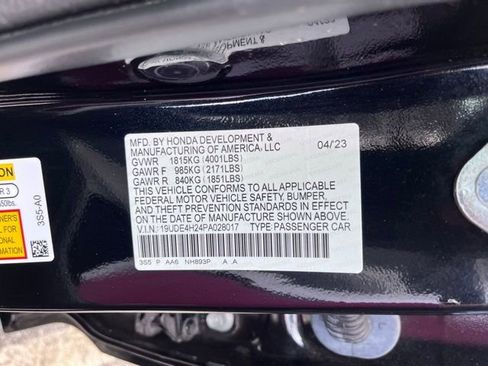 MFD. BY HONDA DEVELOPMENT &
MANUFACTURING OF AMERICA, LLC 04/23
GVWR 1815KG (4001LBS)
GAWR F 985KG (2171LBS)
GAWR R 840KG (1851LBS)
THIS VEHICLE CONFORMS TO ALL APPLICABLE
FEDERAL MOTOR VEHICLE SAFETY, BUMPER,
AND THEFT PREVENTION STANDARDS IN EFFECT
ON THE DATE OF MANUFACTURE SHOWN ABOVE.
V.I.N.: 19UDE4H24PA028017 TYPE:PASSENGER CAR
3S5 P AA6 NH893P A A
3S5-A0